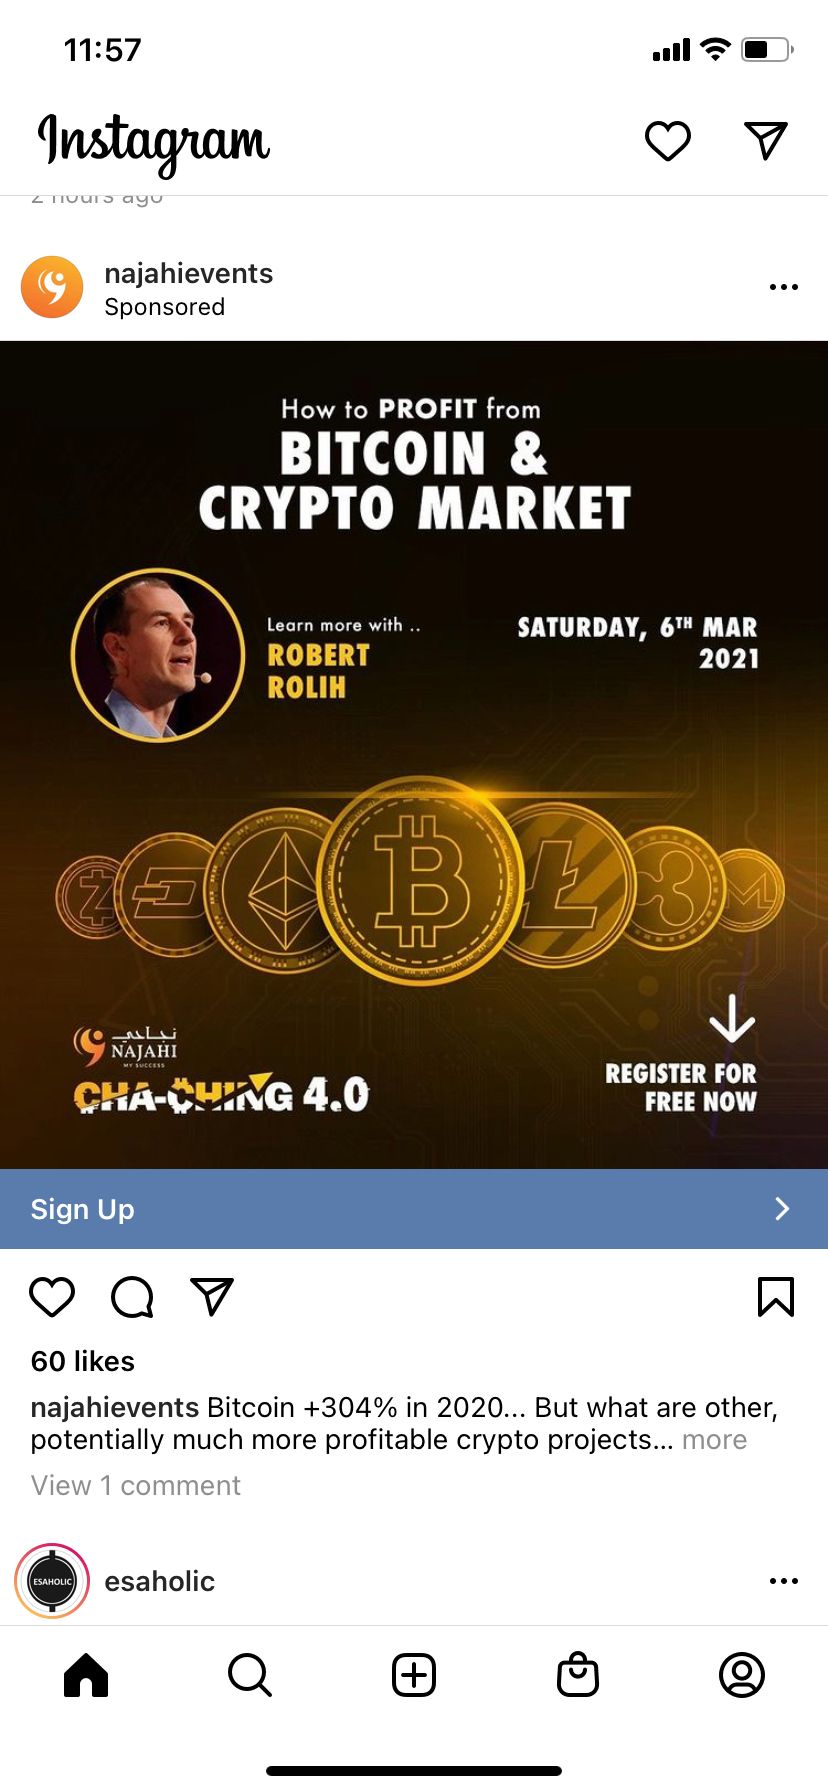 11:57
Instagram
2 hours ago
najahievents
Sponsored
How to PROFIT from
BITCOIN &
CRYPTO MARKET
Learn more with ..
ROBERT
ROLIH
SATURDAY, 6TH MAR
2021
نجاحي
NAJAHI
MY SUCCESS
CHA-CHING 4.0
REGISTER FOR
FREE NOW
Sign Up
60 likes
najahievents Bitcoin +304% in 2020... But what are other,
potentially much more profitable crypto projects... more
View 1 comment
ESAHOLIC
esaholic